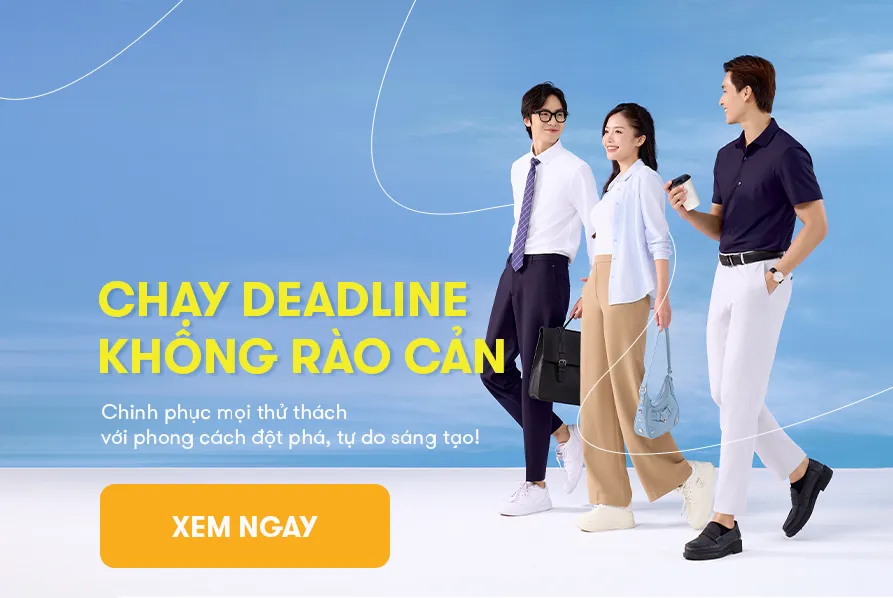 CHẠY DEADLINE
KHÔNG RÀO CẢN
Chinh phục mọi thử thách
với phong cách đột phá, tự do sáng tạo!
XEM NGAY